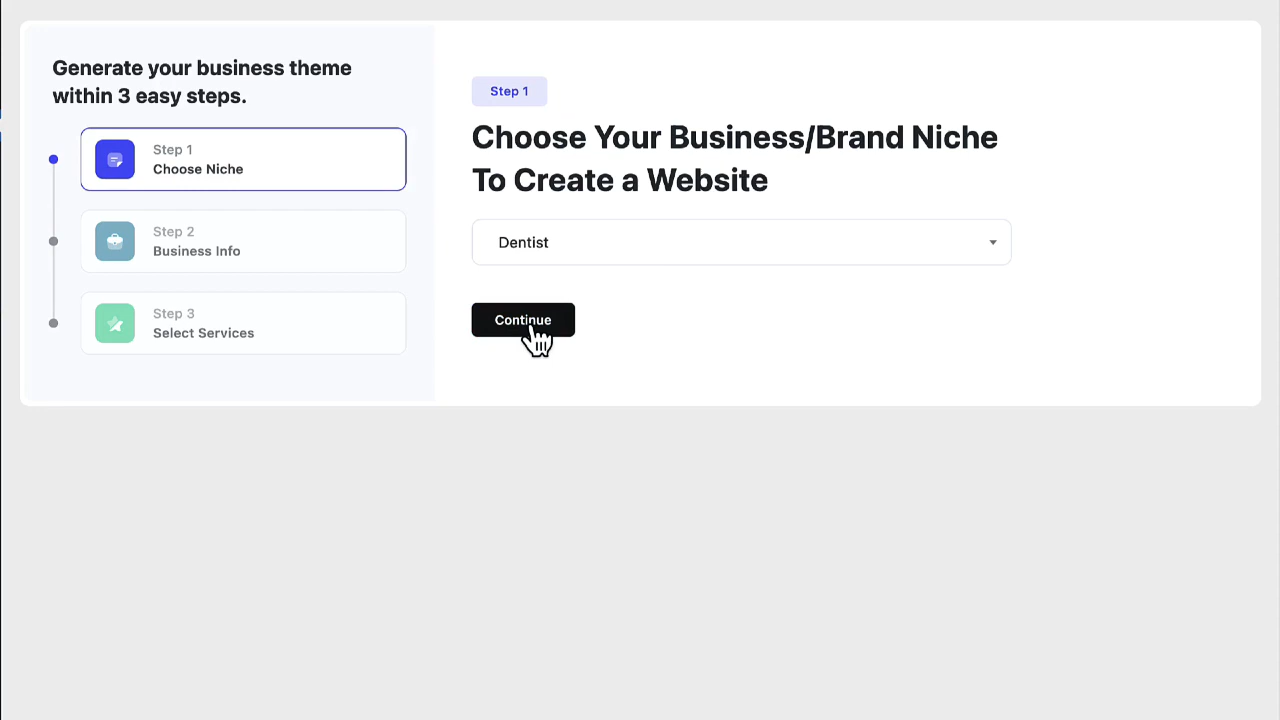 Generate your business theme
within 3 easy steps.
Step 1
Choose Niche
Step 2
Business Info
Step 3
Select Services
Step 1
Choose Your Business/Brand Niche
To Create a Website
Dentist
Continue